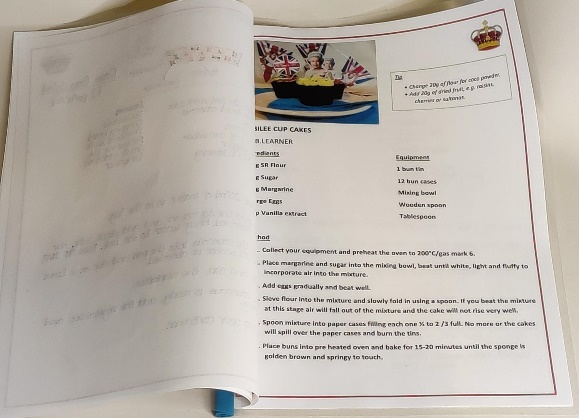 Tip
• Change 20g of flour for coco powder.
• Add 20g of dried fruit, e.g. raisins,
cherries or sultanas.
BILEE CUP CAKES
B.LEARNER
redients
Equipment
g SR Flour
1 bun tin
g Sugar
12 bun cases
g Margarine
Mixing bowl
rge Eggs
Wooden spoon
p Vanilla extract
Tablespoon
hod
. Collect your equipment and preheat the oven to 200°C/gas mark 6.
. Place margarine and sugar into the mixing bowl, beat until white, light and fluffy to
incorporate air into the mixture.
. Add eggs gradually and beat well.
. Sieve flour into the mixture and slowly fold in using a spoon. If you beat the mixture
at this stage air will fall out of the mixture and the cake will not rise very well.
. Spoon mixture into paper cases filling each one ½ to 2 /3 full. No more or the cakes
will spill over the paper cases and burn the tins.
. Place buns into pre heated oven and bake for 15-20 minutes until the sponge is
golden brown and springy to touch.